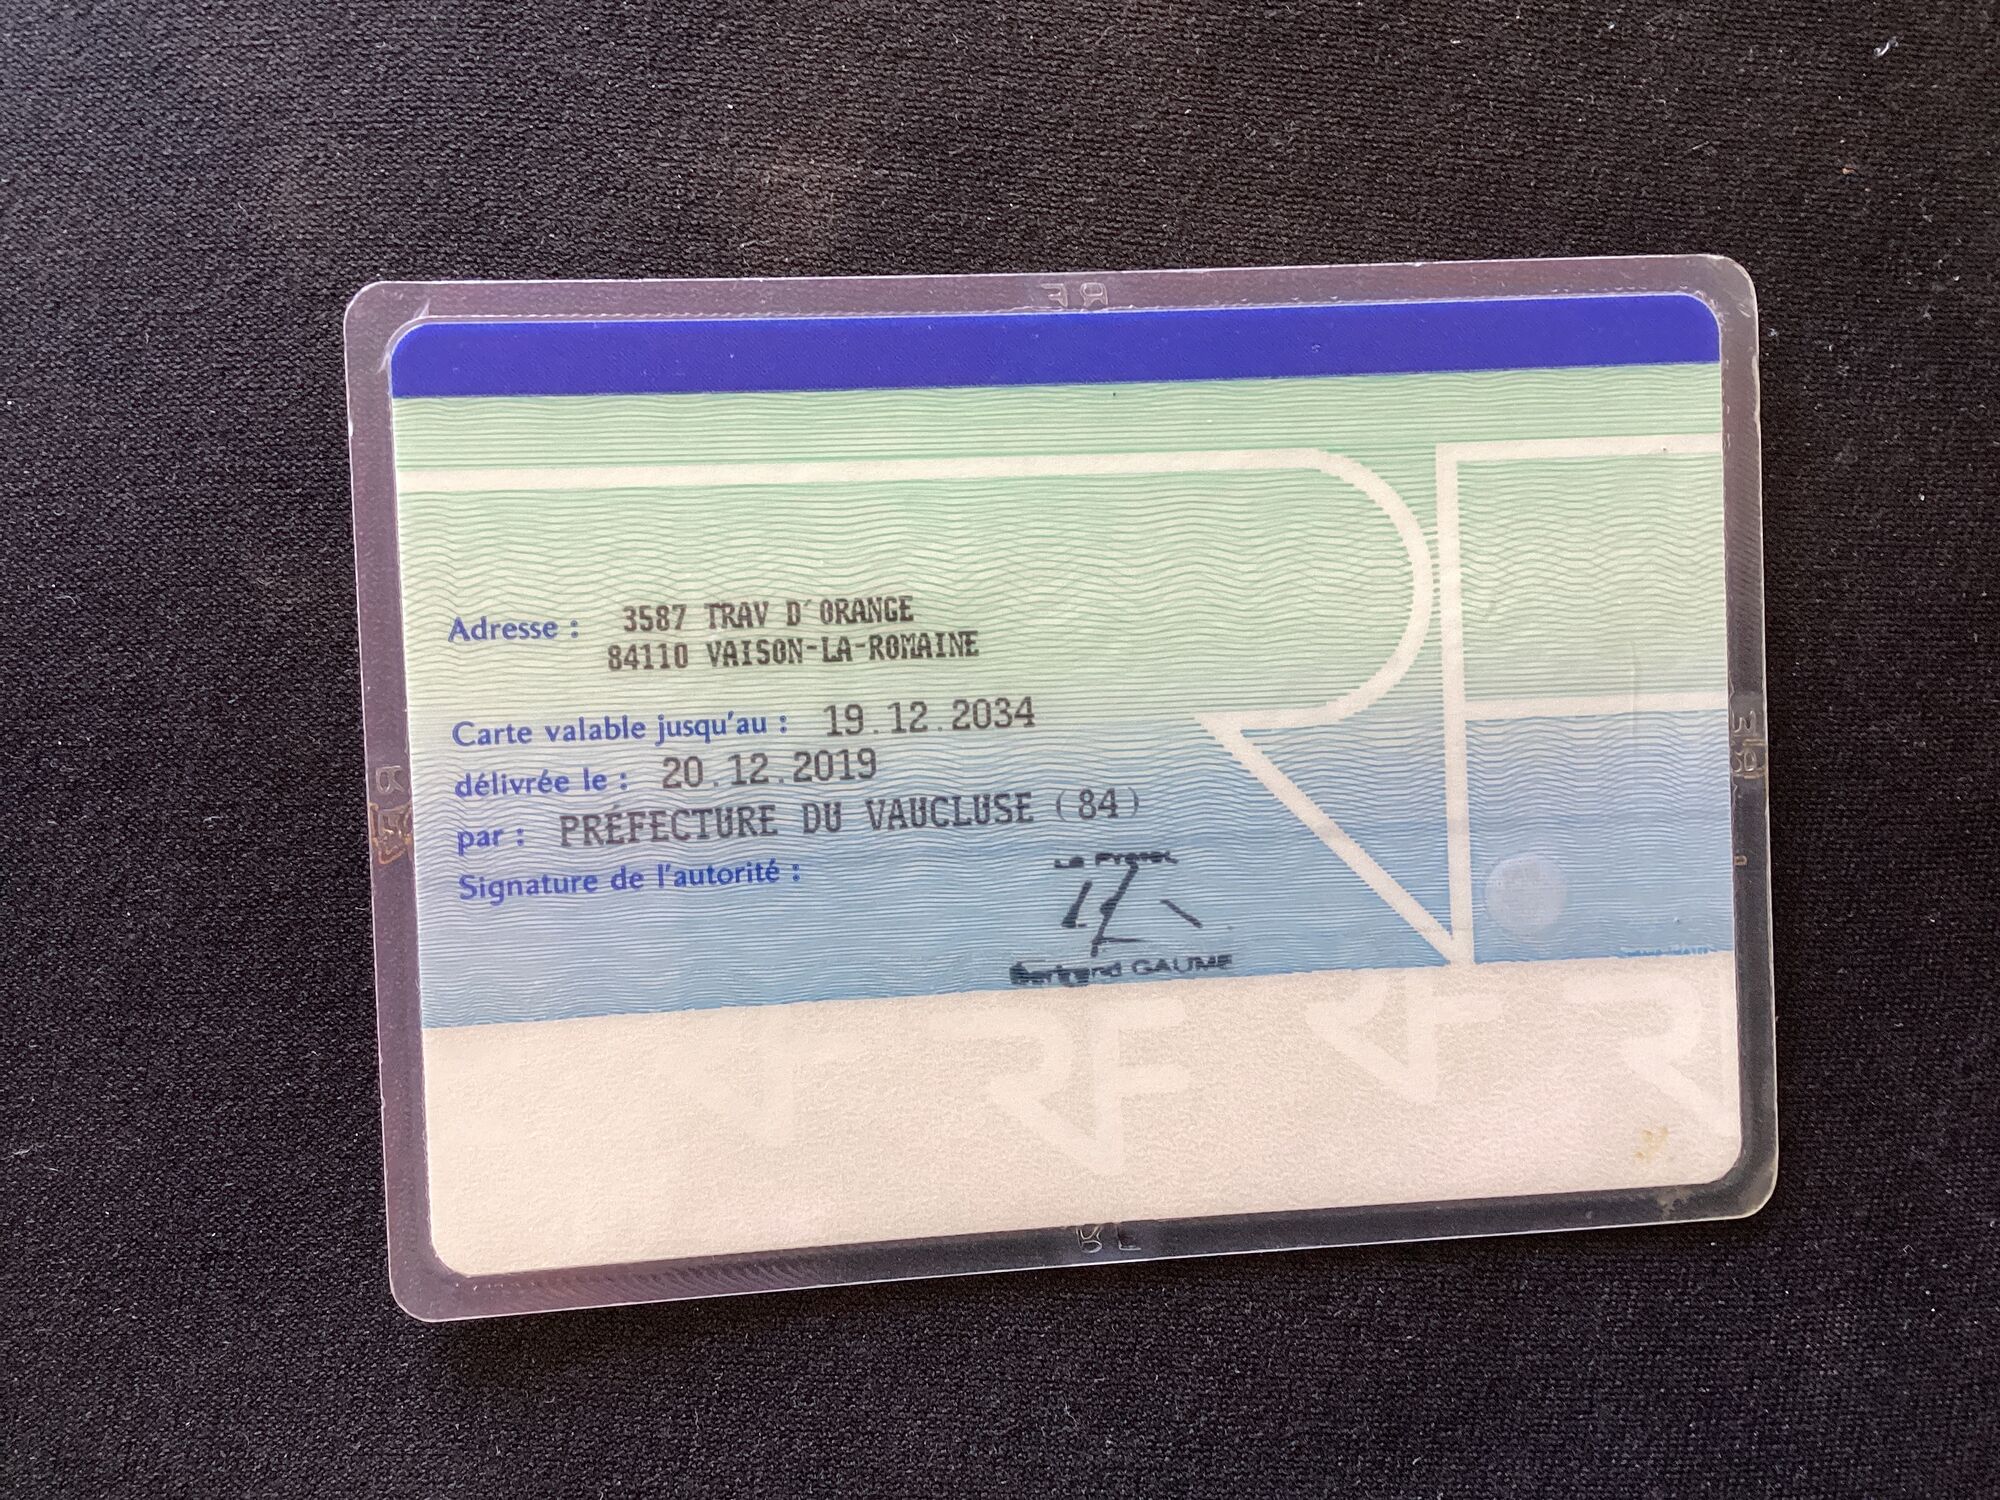 Adresse : 3587 TRAV D'ORANGE
84110 VAISON-LA-ROMAINE
Carte valable jusqu'au : 19.12.2034
délivrée le : 20.12.2019
par : PRÉFECTURE DU VAUCLUSE (84)
Signature de l'autorité :
Le Préfet
Bertrand GAUME
RF
RF